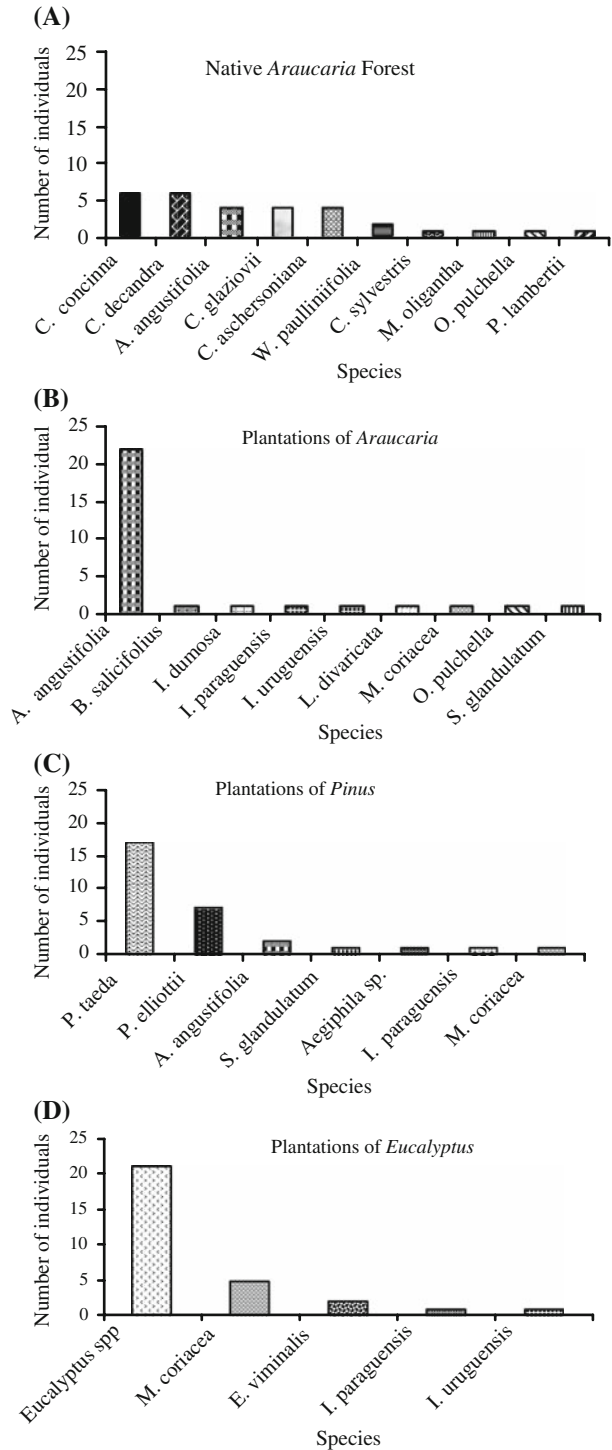 (A)
Native Araucaria Forest
Number of individuals
25
20
15
10
5
0
C. concinna
C. decandra
A. angustifolia
C. glaziovii
C. aschersoniana
W. paulliniifolia
C. sylvestris
M. oligantha
O. pulchella
P. lambertii
Species
(B)
Plantations of Araucaria
Number of individual
25
20
15
10
5
0
A. angustifolia
B. salicifolius
I. dumosa
I. paraguensis
I. uruguensis
L. divaricata
M. coriacea
O. pulchella
S. glandulatum
Species
(C)
Plantations of Pinus
Number of individuals
25
20
15
10
5
0
P. taeda
P. elliottii
A. angustifolia
S. glandulatum
Aegiphila sp.
I. paraguensis
M. coriacea
Species
(D)
Plantations of Eucalyptus
Number of individuals
25
20
15
10
5
0
Eucalyptus spp
M. coriacea
E. viminalis
I. paraguensis
I. uruguensis
Species